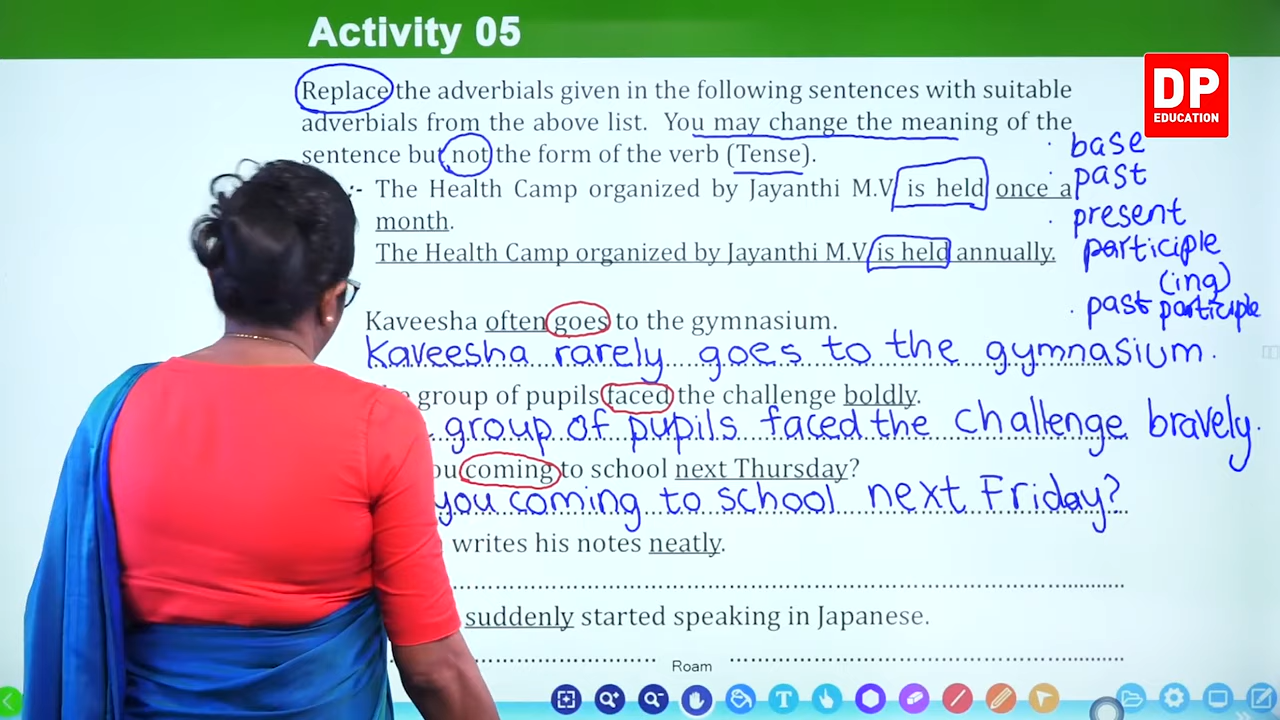 Activity 05
DP
EDUCATION
Replace the adverbials given in the following sentences with suitable
adverbials from the above list. You may change the meaning of the
sentence but not the form of the verb (Tense).
:- The Health Camp organized by Jayanthi M.V is held once a
month.
The Health Camp organized by Jayanthi M.V is held annually.
· base
· past
· present
participle
(ing)
· past participle
Kaveesha often goes to the gymnasium.
Kaveesha rarely goes to the gymnasium.
group of pupils faced the challenge boldly.
group of pupils faced the challenge bravely.
coming to school next Thursday?
you coming to school next Friday?
writes his notes neatly.
suddenly started speaking in Japanese.
Roam